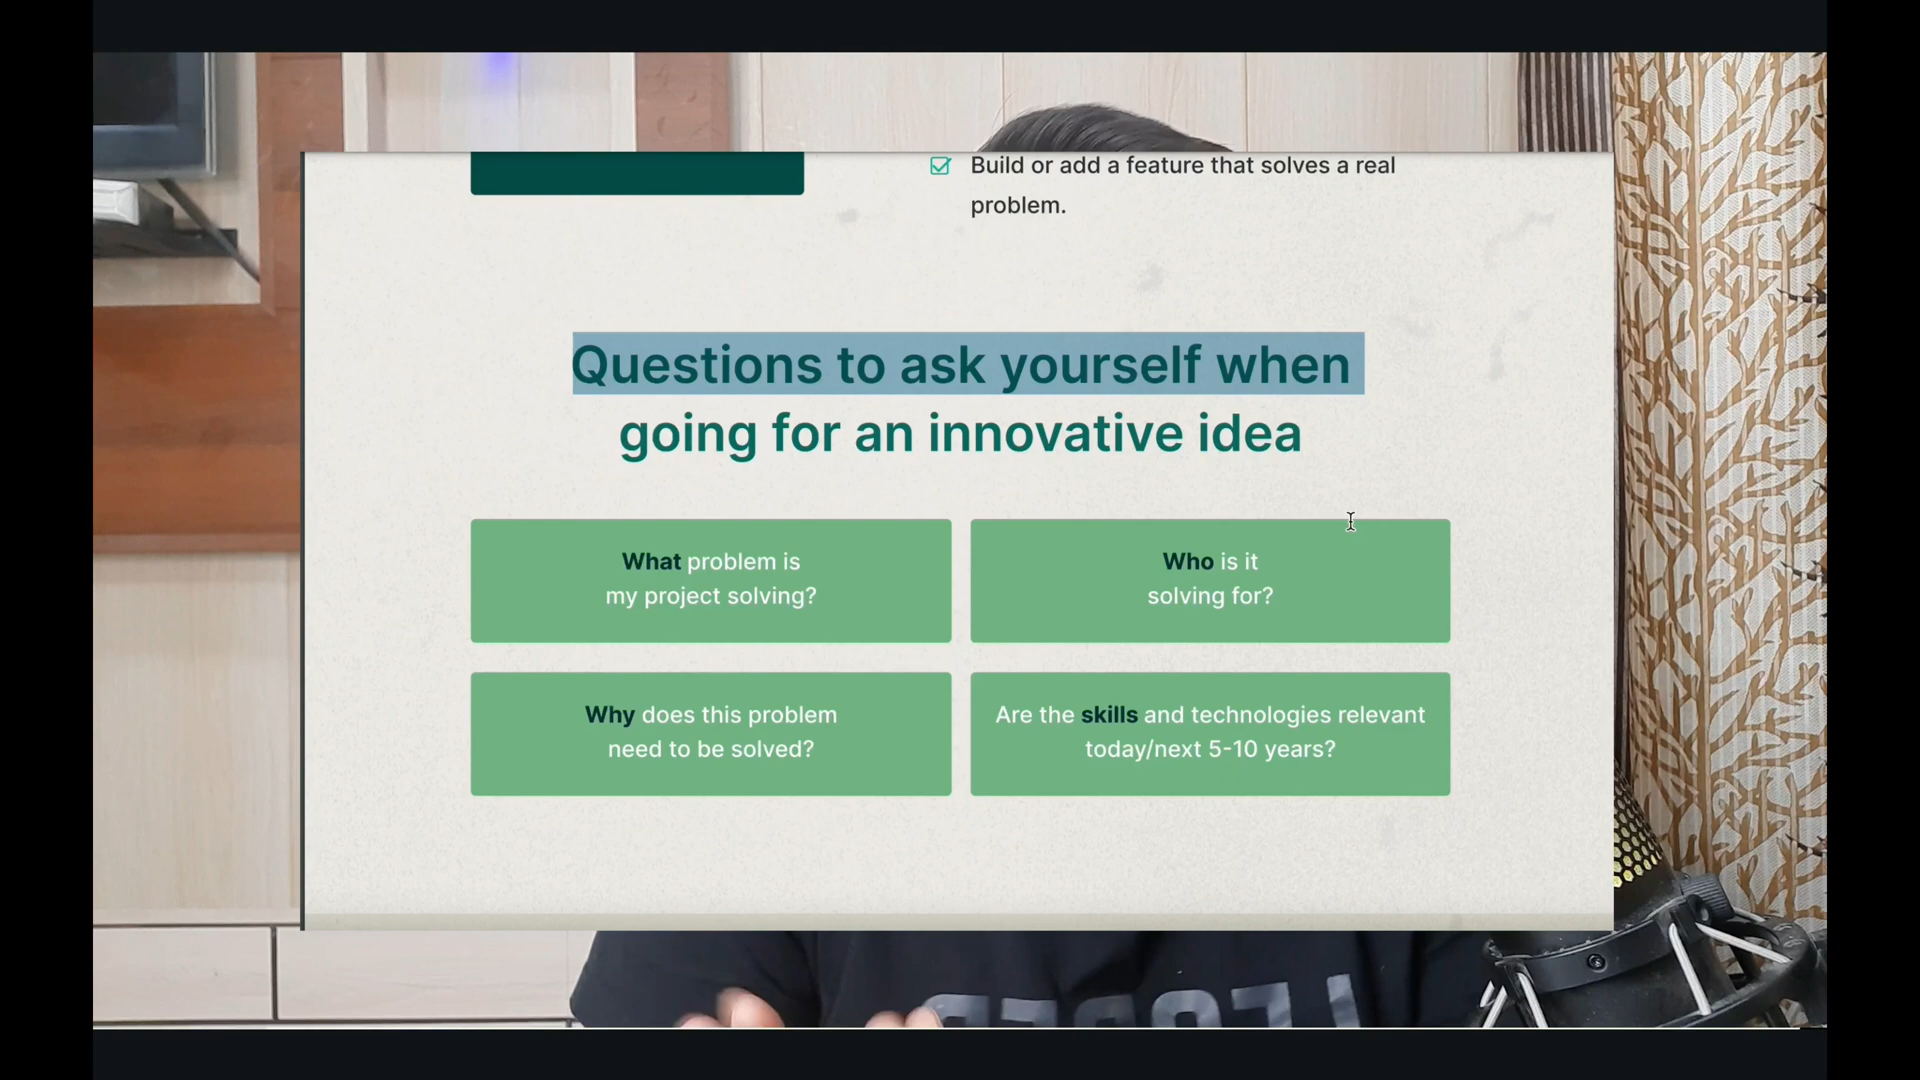 Build or add a feature that solves a real
problem.
Questions to ask yourself when
going for an innovative idea
What problem is
my project solving?
Who is it
solving for?
Why does this problem
need to be solved?
Are the skills and technologies relevant
today/next 5-10 years?